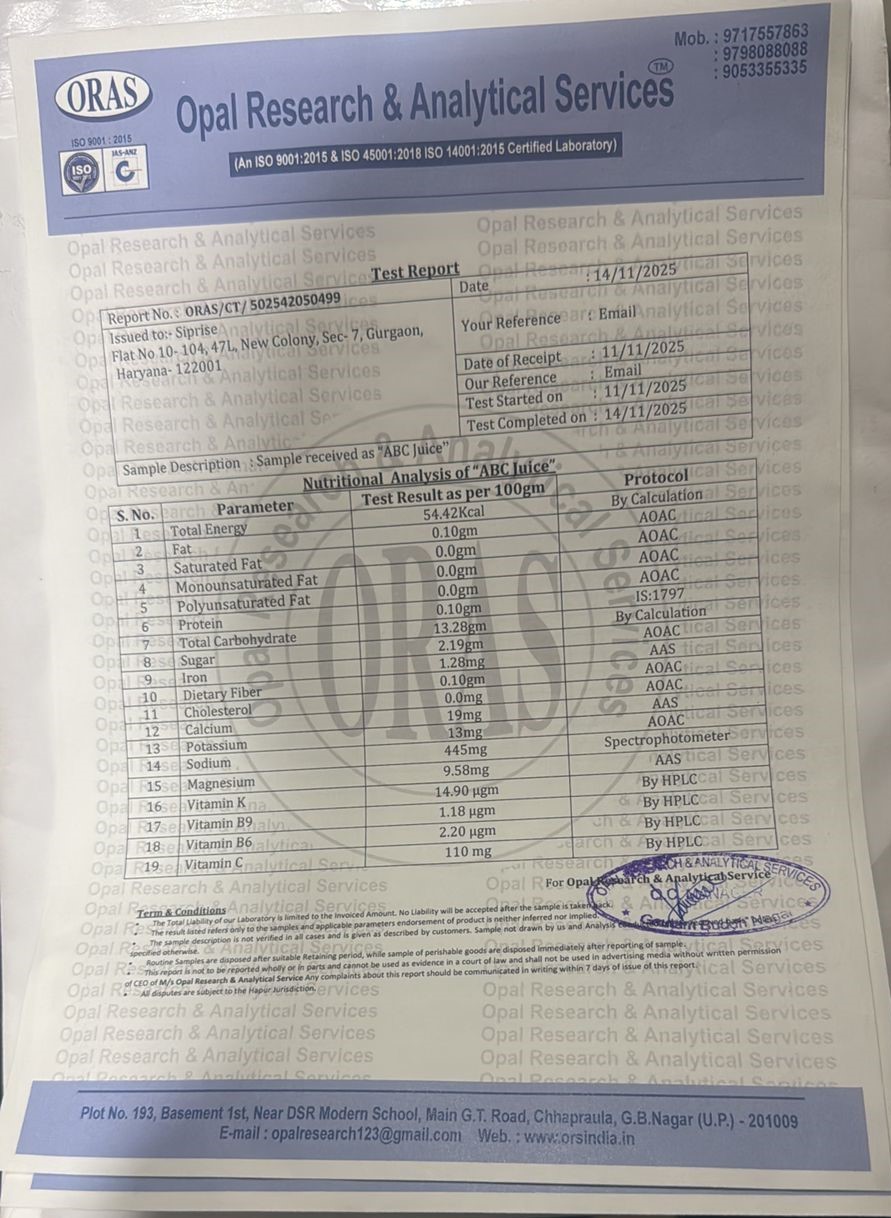 Mob. : 9717557863
: 9798088088
: 9053355335
ORAS
Opal Research & Analytical Services
TM
ISO 9001 : 2015
JAS-ANZ
ISO
C
(An ISO 9001:2015 & ISO 45001:2018 ISO 14001:2015 Certified Laboratory)
Test Report
Report No. : ORAS/CT/ 502542050499
Date : 14/11/2025
Issued to:- Siprise
Flat No 10- 104, 47L, New Colony, Sec- 7, Gurgaon,
Haryana- 122001
Your Reference : Email
Date of Receipt : 11/11/2025
Our Reference : Email
Test Started on : 11/11/2025
Test Completed on : 14/11/2025
Sample Description : Sample received as "ABC Juice"
Nutritional Analysis of "ABC Juice"
S. No. Parameter Test Result as per 100gm Protocol
1 Total Energy 54.42Kcal By Calculation
2 Fat 0.10gm AOAC
3 Saturated Fat 0.0gm AOAC
4 Monounsaturated Fat 0.0gm AOAC
5 Polyunsaturated Fat 0.0gm AOAC
6 Protein 0.10gm IS:1797
7 Total Carbohydrate 13.28gm By Calculation
8 Sugar 2.19gm AOAC
9 Iron 1.28mg AAS
10 Dietary Fiber 0.10gm AOAC
11 Cholesterol 0.0mg AOAC
12 Calcium 19mg AAS
13 Potassium 13mg AOAC
14 Sodium 445mg Spectrophotometer
15 Magnesium 9.58mg AAS
16 Vitamin K 14.90 µgm By HPLC
17 Vitamin B9 1.18 µgm By HPLC
18 Vitamin B6 2.20 µgm By HPLC
19 Vitamin C 110 mg By HPLC
For Opal Research & Analytical Service
Term & Conditions
• The Total Liability of our Laboratory is limited to the Invoiced Amount. No Liability will be accepted after the sample is taken back.
• The result listed refers only to the samples and applicable parameters endorsement of products is neither inferred nor implied.
• The sample description is not verified in all cases and is given as described by customers. Sample not drawn by us and Analysis
specified otherwise.
• Routine Samples are disposed after suitable Retaining period, while sample of perishable goods are disposed immediately after reporting of sample.
• This report is not to be reported wholly or in parts and cannot be used as evidence in a court of law and shall not be used in advertising media without written permission
of CEO of M/s Opal Research & Analytical Service Any complaints about this report should be communicated in writing within 7 days of issue of this report.
• All disputes are subject to the Hapur Jurisdiction.
Plot No. 193, Basement 1st, Near DSR Modern School, Main G.T. Road, Chhapraula, G.B.Nagar (U.P.) - 201009
E-mail : opalresearch123@gmail.com Web. : www.orsindia.in